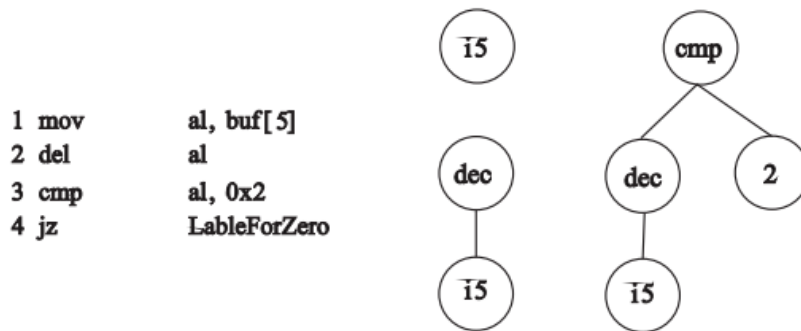 1 mov al, buf[5]
2 del al
3 cmp al, 0x2
4 jz LableForZero
i5
dec
i5
cmp
dec
2
i5